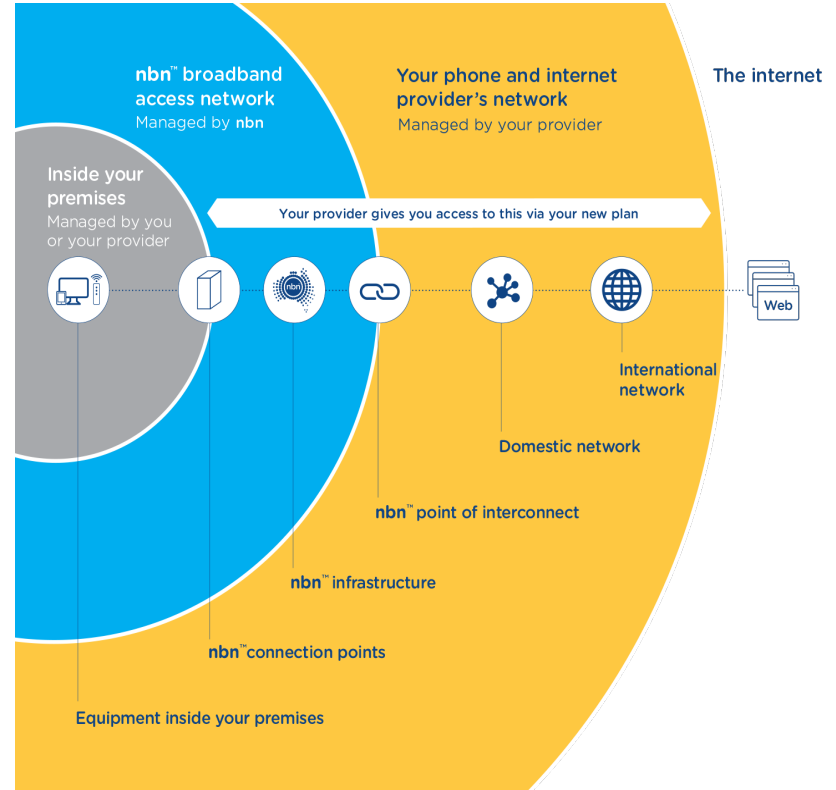 nbn™ broadband
access network
Managed by nbn
Your phone and internet
provider's network
Managed by your provider
The internet
Inside your
premises
Managed by you
or your provider
Your provider gives you access to this via your new plan
nbn
Web
International
network
Domestic network
nbn™ point of interconnect
nbn™ infrastructure
nbn™connection points
Equipment inside your premises